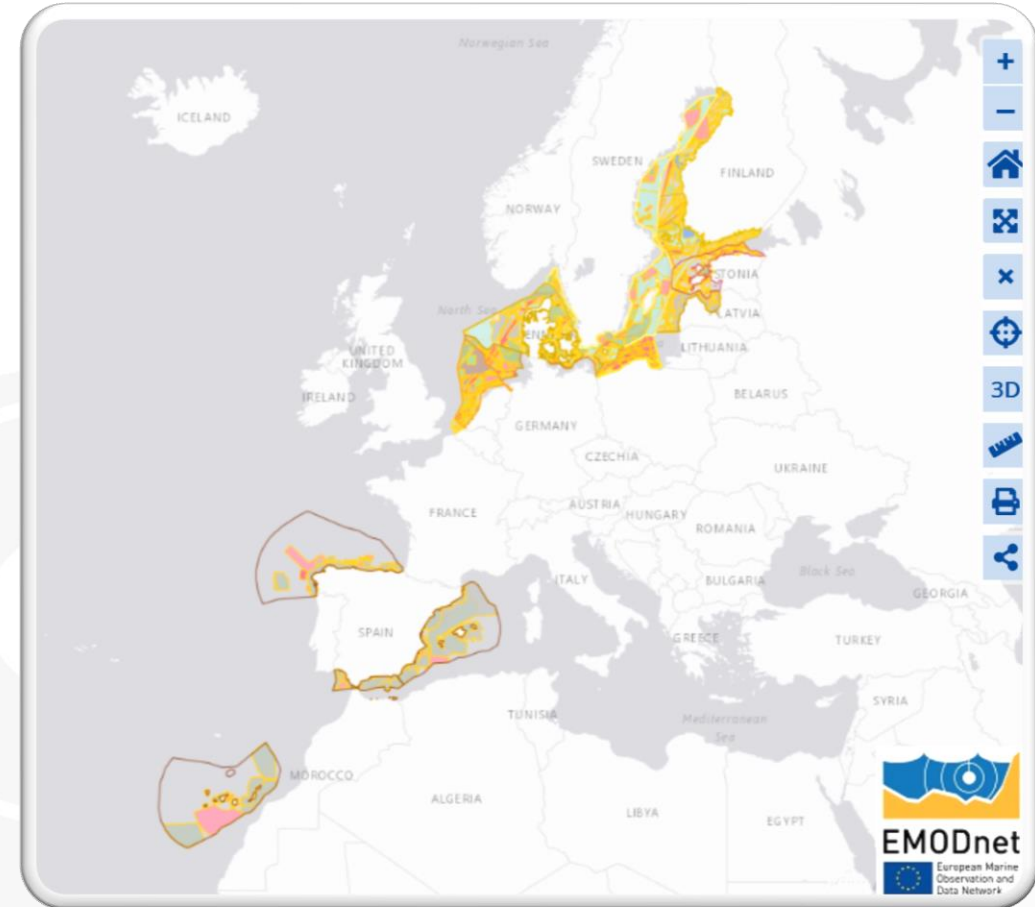 Norwegian Sea
ICELAND
SWEDEN
FINLAND
NORWAY
STONIA
North Sea
LATVIA
LITHUANIA
UNITED
KINGDOM
IRELAND
BELARUS
GERMANY
CZECHIA
UKRAINE
FRANCE
AUSTRIA
HUNGARY
ROMANIA
Black Sea
ITALY
BULGARIA
GEORGIA
SPAIN
GREECE
TURKEY
SYRIA
TUNISIA
Mediterranean
Sea
MOROCCO
ALGERIA
LIBYA
EGYPT
+
−
3D
EMODnet
European Marine
Observation and
Data Network